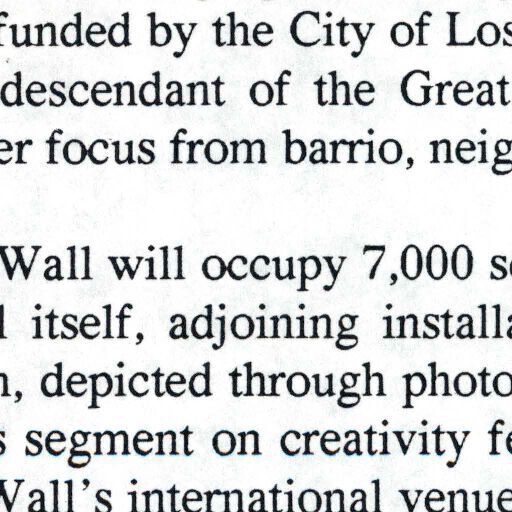 funded by the City of Los
descendant of the Great
er focus from barrio, neig
Wall will occupy 7,000 s
itself, adjoining installa
, depicted through photo
s segment on creativity fe
Wall's international venue